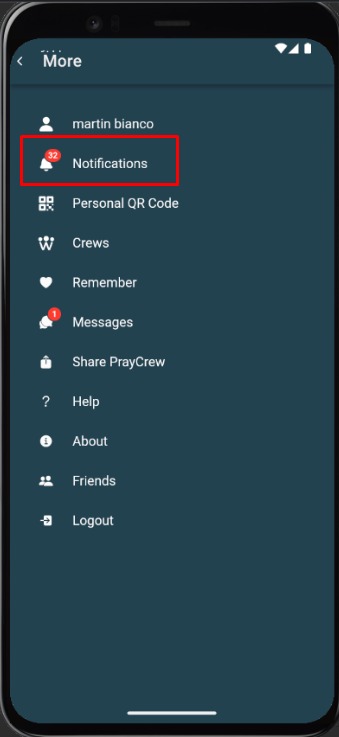 More
martin bianco
32
Notifications
Personal QR Code
Crews
Remember
1
Messages
Share PrayCrew
? Help
About
Friends
Logout